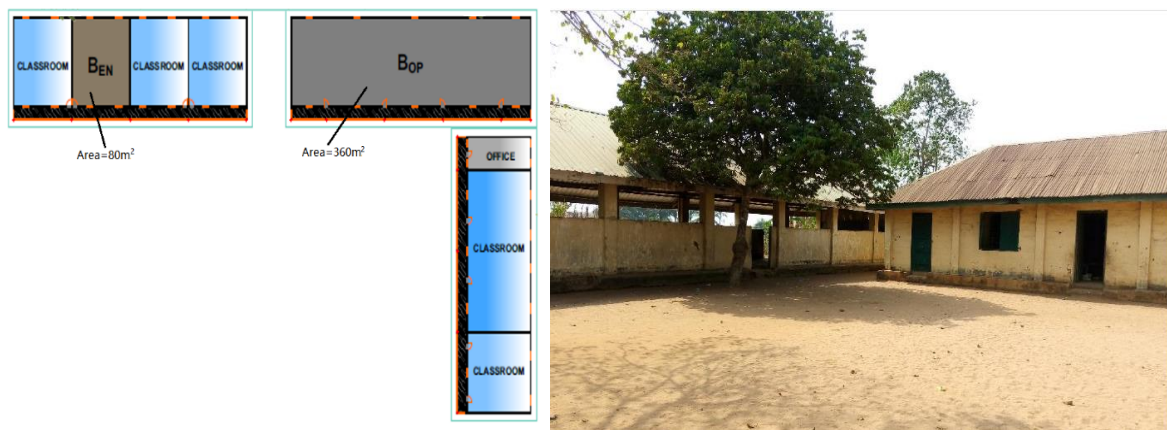 CLASSROOM
B_EN
CLASSROOM
CLASSROOM
B_OP
Area=80m²
Area=360m²
OFFICE
CLASSROOM
CLASSROOM